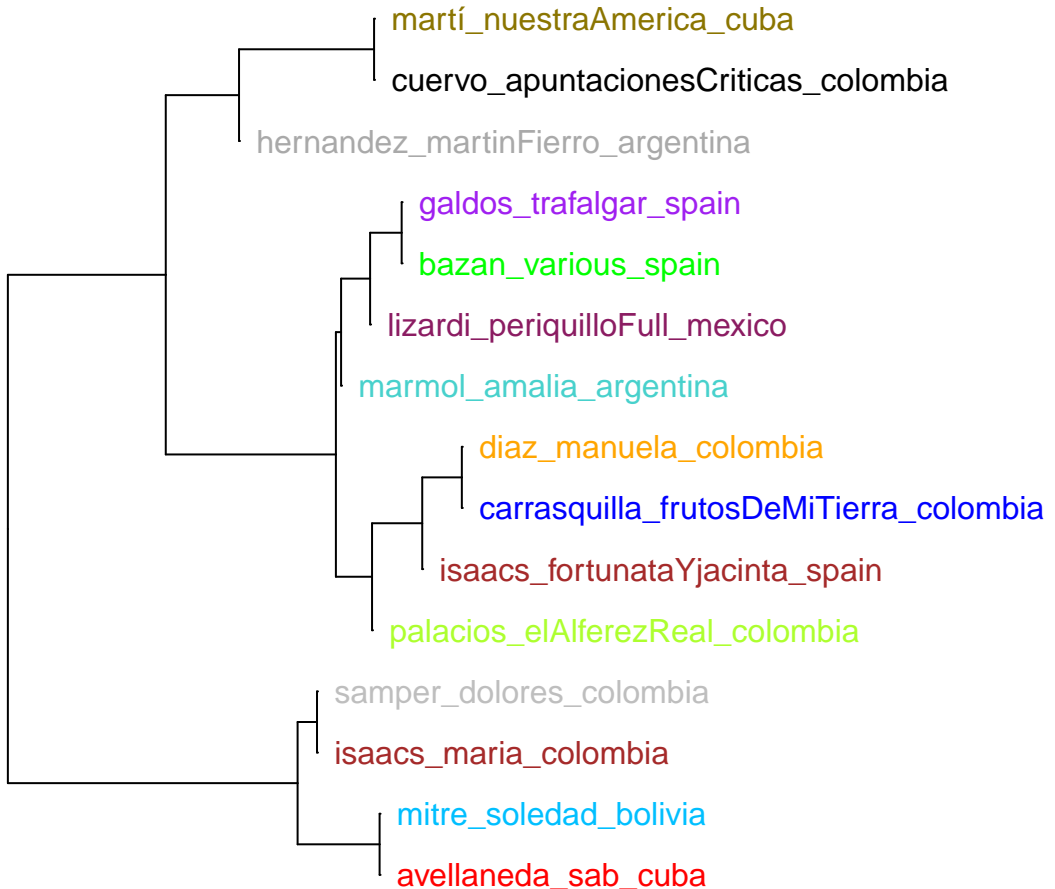 martí_nuestraAmerica_cuba
cuervo_apuntacionesCriticas_colombia
hernandez_martinFierro_argentina
galdos_trafalgar_spain
bazan_various_spain
lizardi_periquilloFull_mexico
marmol_amalia_argentina
diaz_manuela_colombia
carrasquilla_frutosDeMiTierra_colombia
isaacs_fortunataYjacinta_spain
palacios_elAlferezReal_colombia
samper_dolores_colombia
isaacs_maria_colombia
mitre_soledad_bolivia
avellaneda_sab_cuba